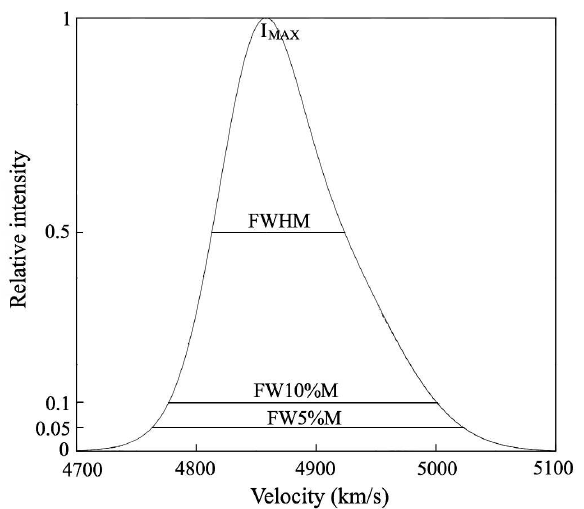 1
I_MAX
Relative intensity
FWHM
0.5
FW10%M
0.1
FW5%M
0.05
0
4700 4800 4900 5000 5100
Velocity (km/s)